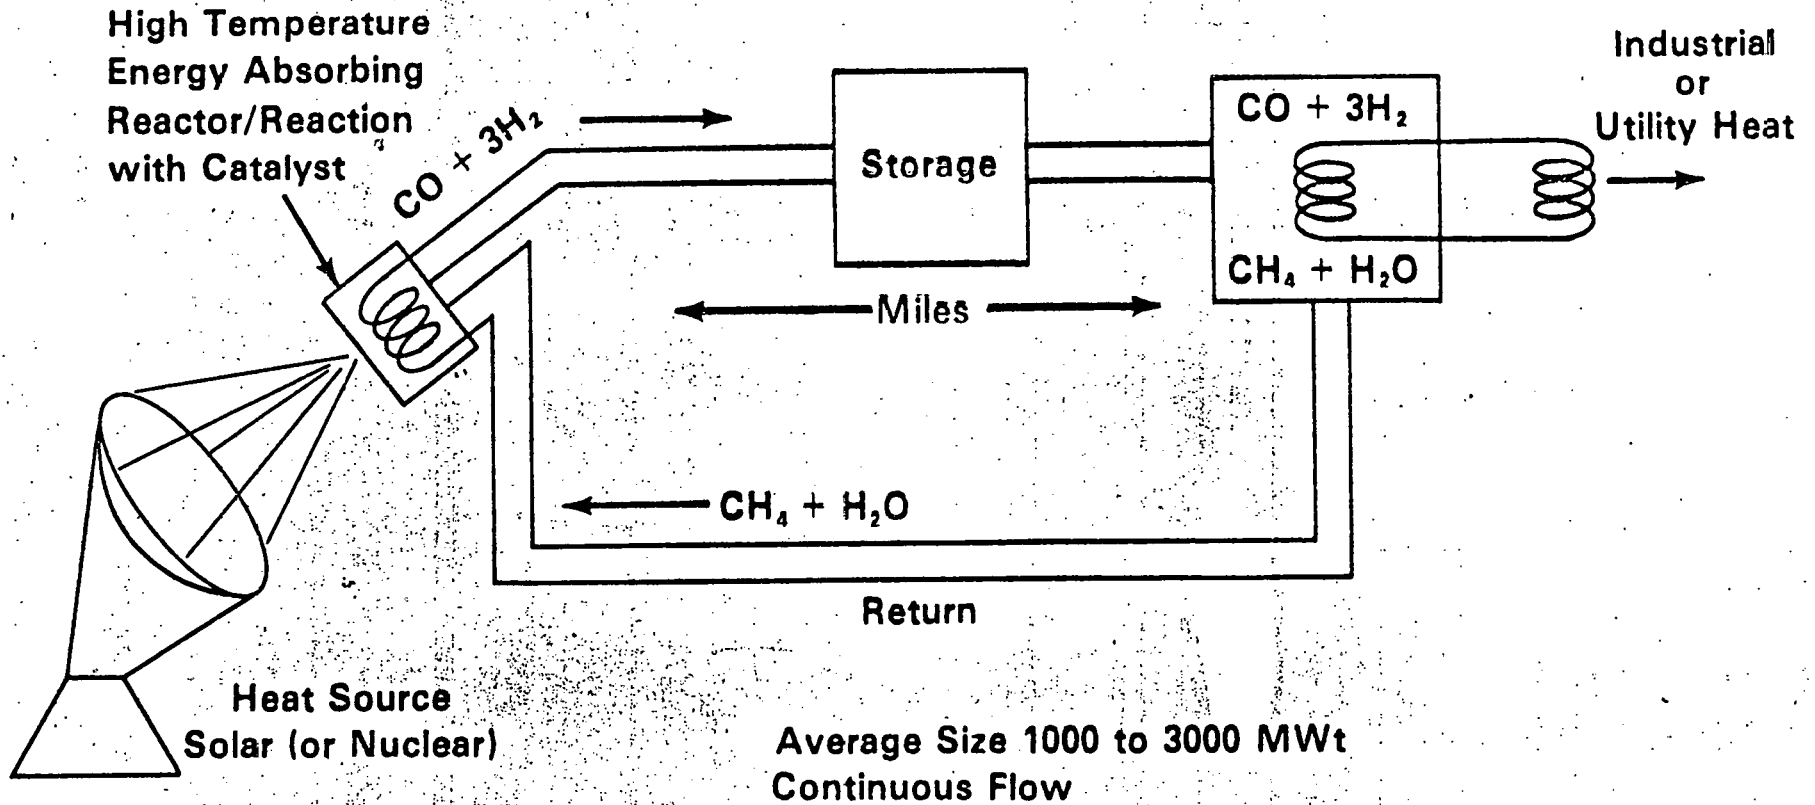 High Temperature
Energy Absorbing
Reactor/Reaction
with Catalyst
CO + 3H₂
Storage
CO + 3H₂
CH₄ + H₂O
Industrial
or
Utility Heat
Miles
CH₄ + H₂O
Return
Heat Source
Solar (or Nuclear)
Average Size 1000 to 3000 MWt
Continuous Flow